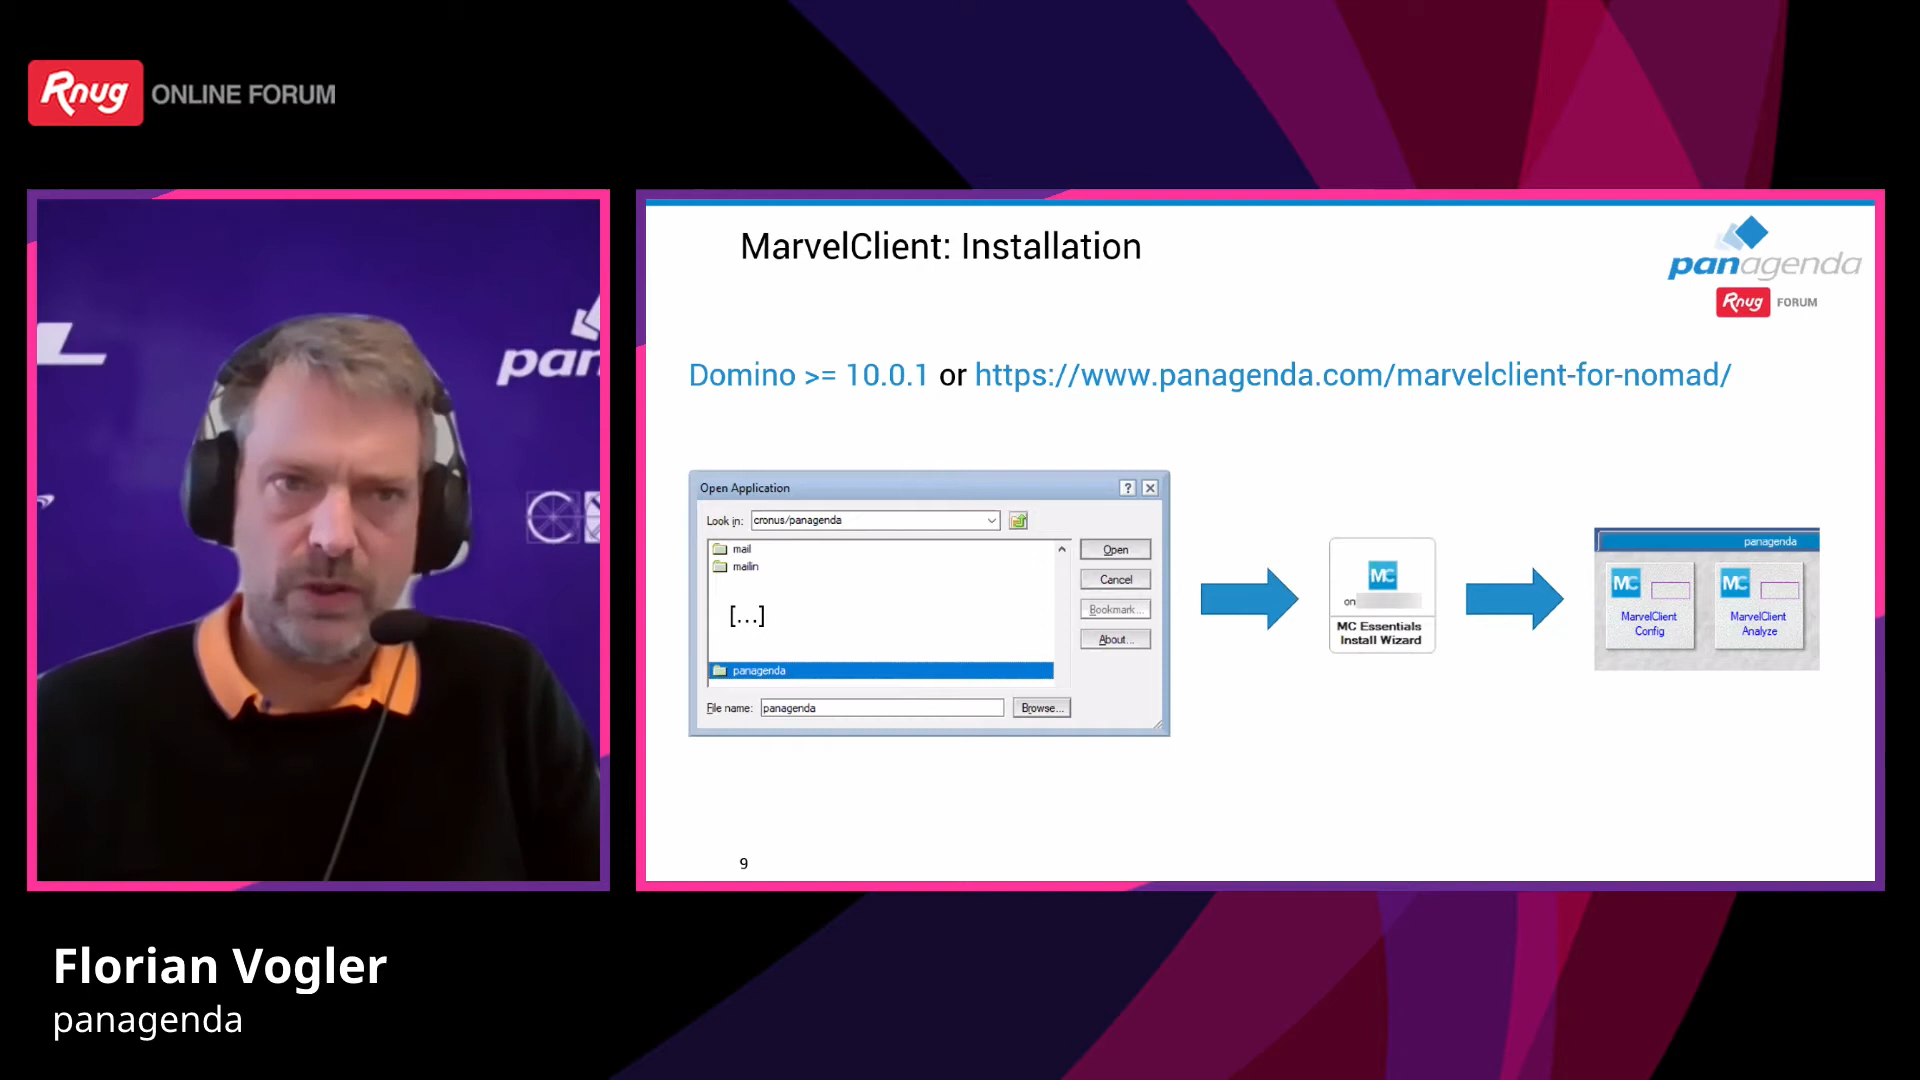 Rnug ONLINE FORUM
pan
MarvelClient: Installation
panagenda
Rnug FORUM
Domino >= 10.0.1 or https://www.panagenda.com/marvelclient-for-nomad/
Open Application
Look in: cronus/panagenda
mail
mailin
[...]
panagenda
File name: panagenda
Browse...
Open
Cancel
Bookmark...
About...
MC
on
MC Essentials
Install Wizard
panagenda
MC
MarvelClient
Config
MC
MarvelClient
Analyze
9
Florian Vogler
panagenda